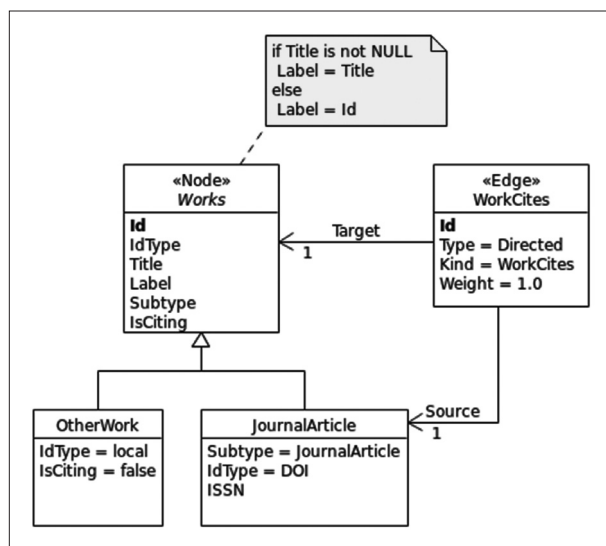 if Title is not NULL
Label = Title
else
Label = Id
«Node»
Works
Id
IdType
Title
Label
Subtype
IsCiting
Target
1
«Edge»
WorkCites
Id
Type = Directed
Kind = WorkCites
Weight = 1.0
Source
1
OtherWork
IdType = local
IsCiting = false
JournalArticle
Subtype = JournalArticle
IdType = DOI
ISSN